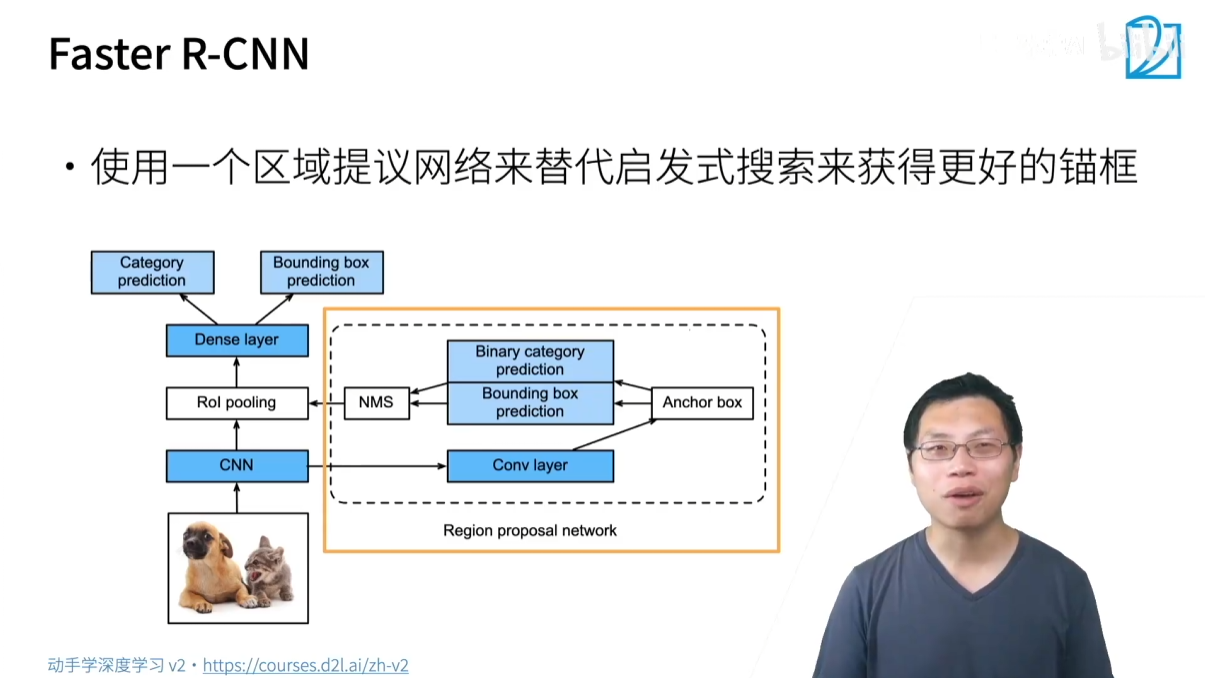 Faster R-CNN
bilibili
• 使用一个区域提议网络来替代启发式搜索来获得更好的锚框
Category
prediction
Bounding box
prediction
Dense layer
RoI pooling
CNN
NMS
Binary category
prediction
Bounding box
prediction
Anchor box
Conv layer
Region proposal network
动手学深度学习 v2 • https://courses.d2l.ai/zh-v2